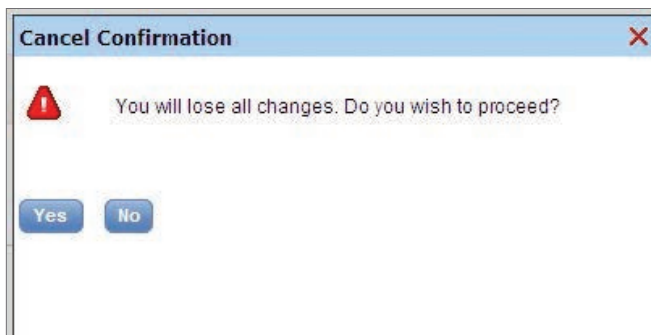 Cancel Confirmation
You will lose all changes. Do you wish to proceed?
Yes No